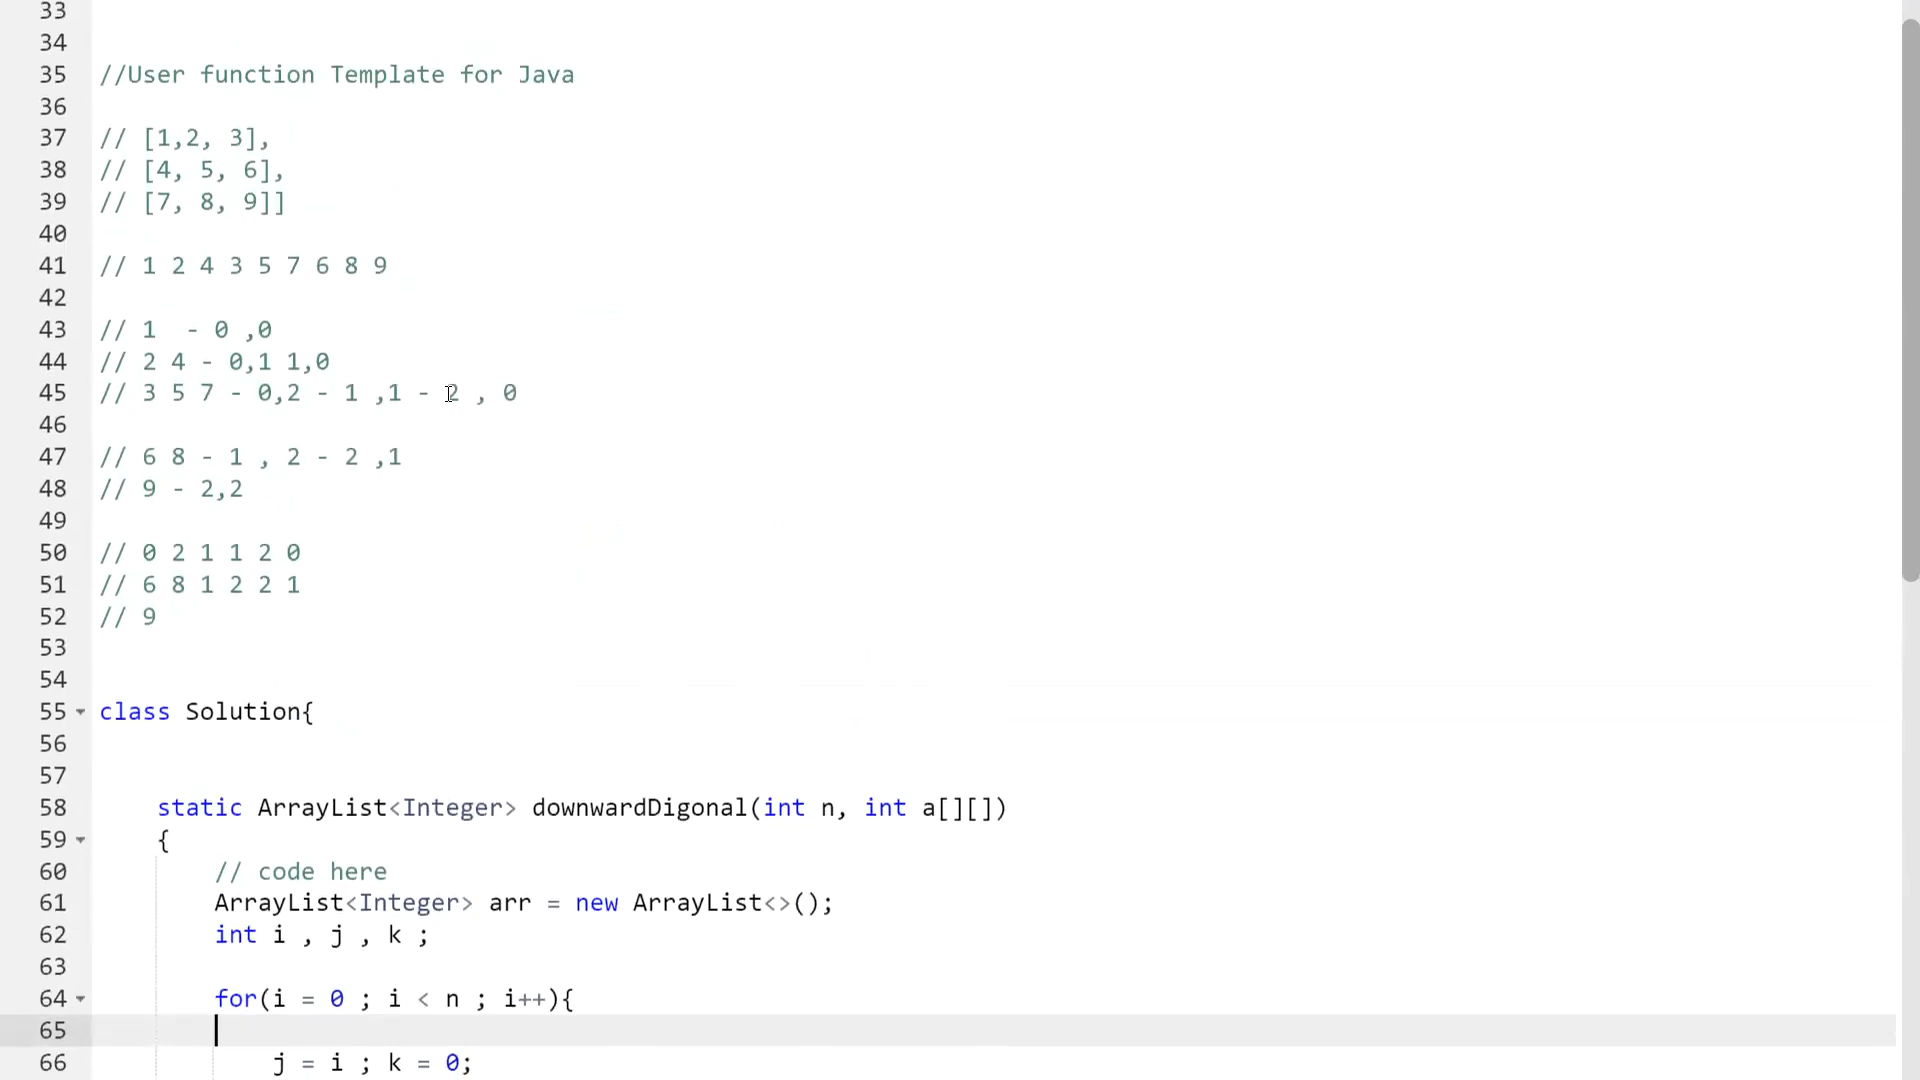 33
34
35 //User function Template for Java
36
37 // [1,2, 3],
38 // [4, 5, 6],
39 // [7, 8, 9]]
40
41 // 1 2 4 3 5 7 6 8 9
42
43 // 1  - 0 ,0
44 // 2 4 - 0,1 1,0
45 // 3 5 7 - 0,2 - 1 ,1 - 2 , 0
46
47 // 6 8 - 1 , 2 - 2 ,1
48 // 9 - 2,2
49
50 // 0 2 1 1 2 0
51 // 6 8 1 2 2 1
52 // 9
53
54
55 class Solution{
56
57
58     static ArrayList<Integer> downwardDigonal(int n, int a[][])
59     {
60         // code here
61         ArrayList<Integer> arr = new ArrayList<>();
62         int i , j , k ;
63
64         for(i = 0 ; i < n ; i++){
65
66             j = i ; k = 0;